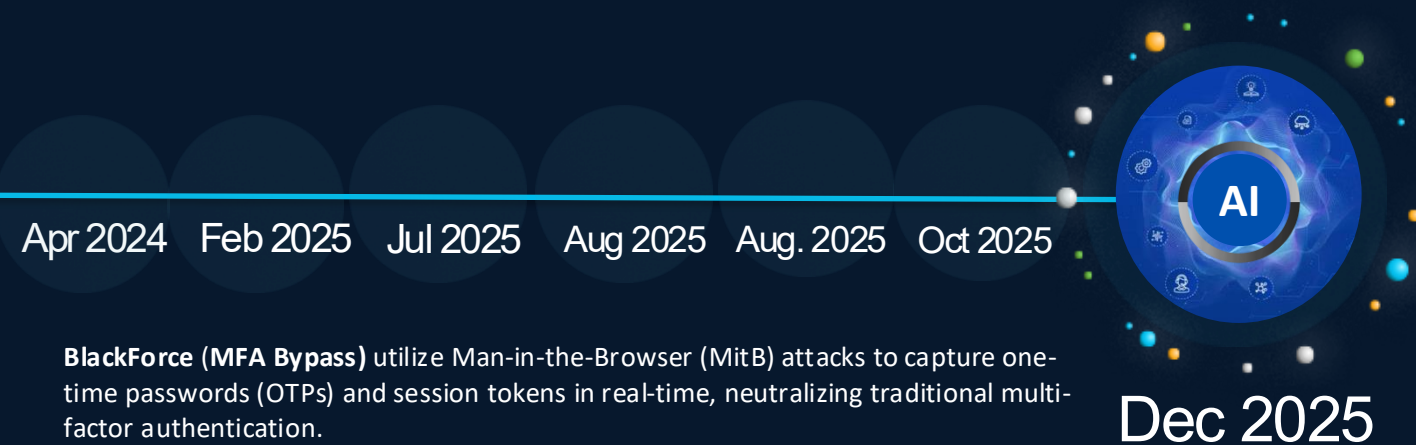 AI
Apr 2024 Feb 2025 Jul 2025 Aug 2025 Aug. 2025 Oct 2025
BlackForce (MFA Bypass) utilize Man-in-the-Browser (MitB) attacks to capture one-
time passwords (OTPs) and session tokens in real-time, neutralizing traditional multi-
factor authentication.
Dec 2025